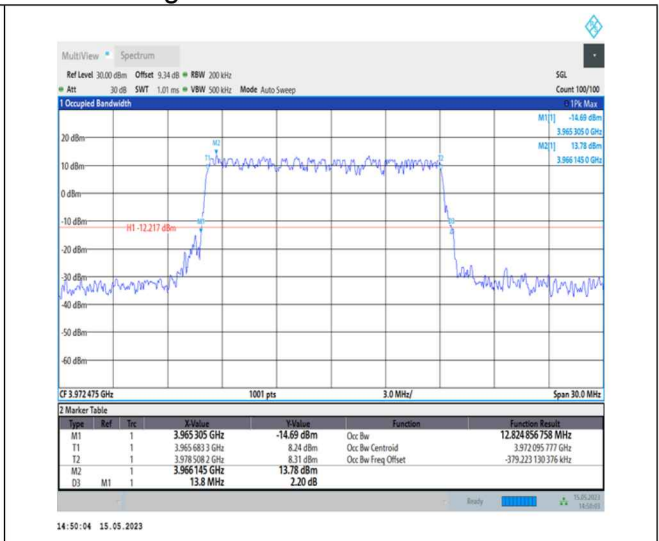 MultiView Spectrum
Ref Level 30.00 dBm Offset 9.34 dB RBW 200 kHz SGL
Att 30 dB SWT 1.01 ms VBW 500 kHz Mode Auto Sweep Count 100/100
1 Occupied Bandwidth 1Pk Max
M1[1] -14.69 dBm
3.965 305 0 GHz
M2[1] 13.78 dBm
3.966 145 0 GHz
20 dBm
M2
T1 T2
10 dBm
0 dBm
-10 dBm
M1
H1 -12.217 dBm
-20 dBm
-30 dBm
-40 dBm
-50 dBm
-60 dBm
CF 3.972 475 GHz 1001 pts 3.0 MHz/ Span 30.0 MHz
2 Marker Table
Type Ref Trc X-Value Y-Value Function Function Result
M1 1 3.965 305 GHz -14.69 dBm Occ Bw 12.824 856 758 MHz
T1 1 3.965 683 3 GHz 8.24 dBm Occ Bw Centroid 3.972 095 777 GHz
T2 1 3.978 508 2 GHz 8.31 dBm Occ Bw Freq Offset -379.223 130 376 kHz
M2 1 3.966 145 GHz 13.78 dBm
D3 M1 1 13.8 MHz 2.20 dB
Ready 15.05.2023
14:50:03
14:50:04 15.05.2023